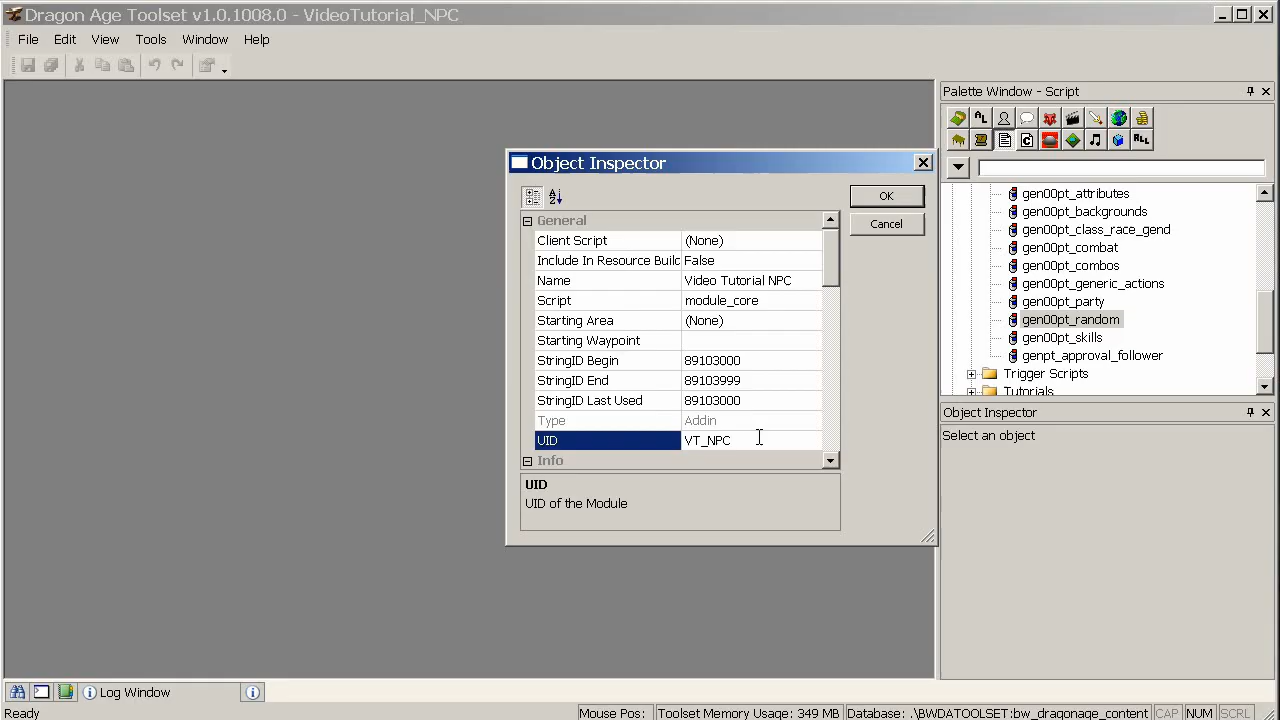 Dragon Age Toolset v1.0.1008.0 - VideoTutorial_NPC
File Edit View Tools Window Help
Palette Window - Script
gen00pt_attributes
gen00pt_backgrounds
gen00pt_class_race_gend
gen00pt_combat
gen00pt_combos
gen00pt_generic_actions
gen00pt_party
gen00pt_random
gen00pt_skills
genpt_approval_follower
Trigger Scripts
Tutorials
Object Inspector
Select an object
Object Inspector
OK
Cancel
General
Client Script (None)
Include In Resource Builc False
Name Video Tutorial NPC
Script module_core
Starting Area (None)
Starting Waypoint
StringID Begin 89103000
StringID End 89103999
StringID Last Used 89103000
Type Addin
UID VT_NPC
Info
UID
UID of the Module
Log Window
Ready Mouse Pos: Toolset Memory Usage: 349 MB Database: .\BWDATOOLSET:bw_dragonage_content CAP NUM SCRL